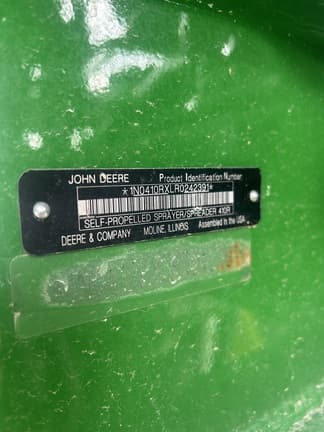 JOHN DEERE Product Identification Number
*1N0410RXLR0242391*
SELF-PROPELLED SPRAYER/SPREADER 410R
DEERE & COMPANY MOLINE, ILLINOIS Assembled in the USA